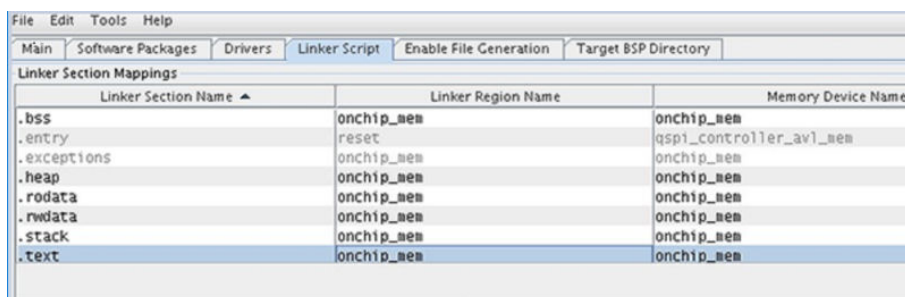 File Edit Tools Help
Main Software Packages Drivers Linker Script Enable File Generation Target BSP Directory
Linker Section Mappings
Linker Section Name Linker Region Name Memory Device Name
.bss onchip_mem onchip_mem
.entry reset qspi_controller_avl_mem
.exceptions onchip_mem onchip_mem
.heap onchip_mem onchip_mem
.rodata onchip_mem onchip_mem
.rwdata onchip_mem onchip_mem
.stack onchip_mem onchip_mem
.text onchip_mem onchip_mem